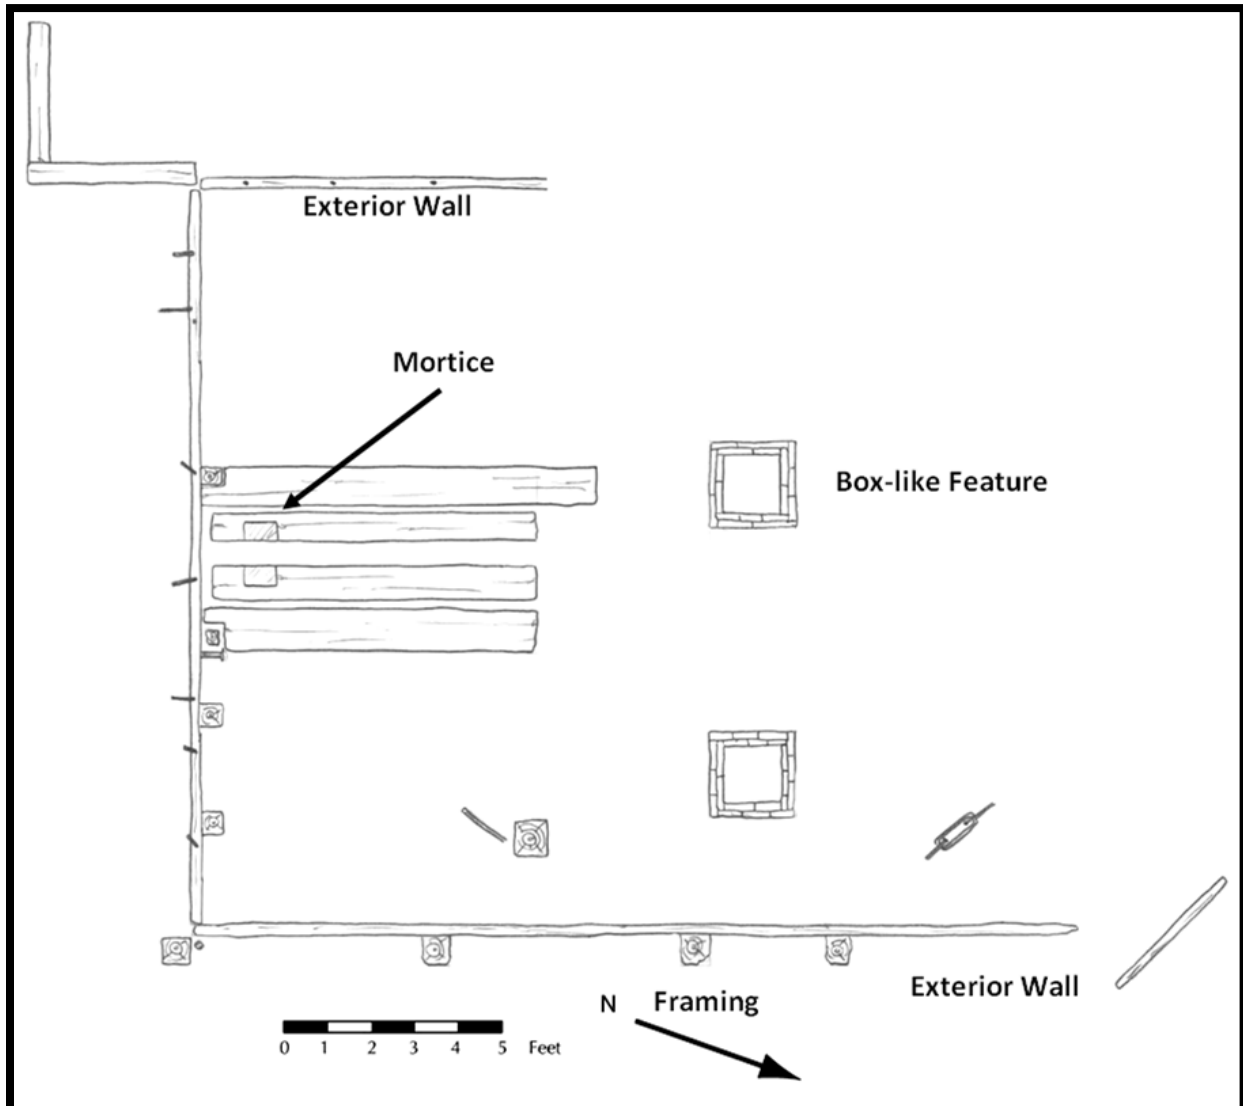 Exterior Wall
Mortice
Box-like Feature
Exterior Wall
N Framing
0 1 2 3 4 5 Feet